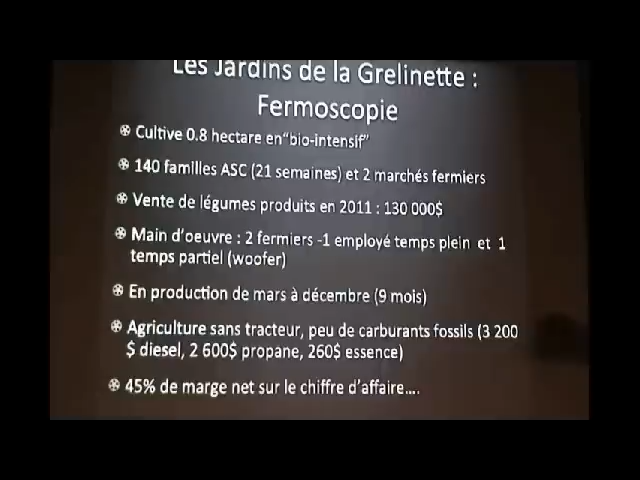 Les Jardins de la Grelinette :
Fermoscopie
Cultive 0.8 hectare en“bio-intensif”
140 familles ASC (21 semaines) et 2 marchés fermiers
Vente de légumes produits en 2011 : 130 000$
Main d’oeuvre : 2 fermiers -1 employé temps plein et 1
temps partiel (woofer)
En production de mars à décembre (9 mois)
Agriculture sans tracteur, peu de carburants fossils (3 200
$ diesel, 2 600$ propane, 260$ essence)
45% de marge net sur le chiffre d’affaire....